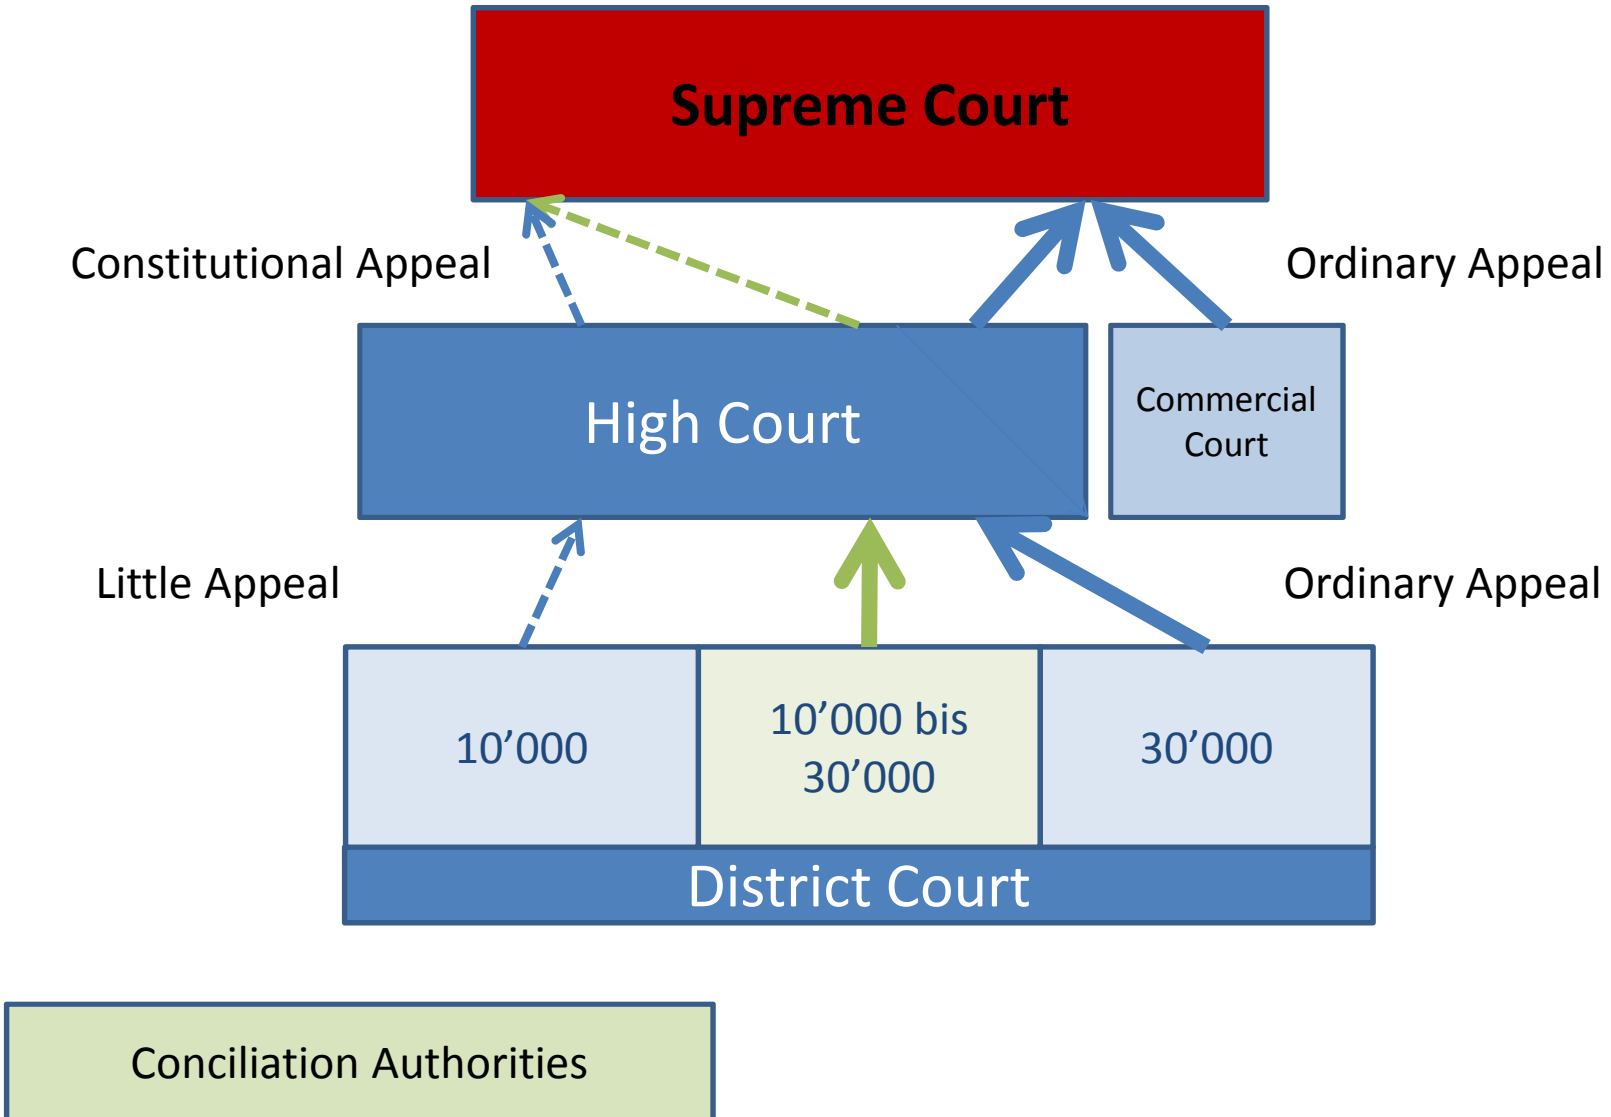 Supreme Court
Constitutional Appeal
Ordinary Appeal
High Court
Commercial
Court
Little Appeal
Ordinary Appeal
10’000
10’000 bis
30’000
30’000
District Court
Conciliation Authorities